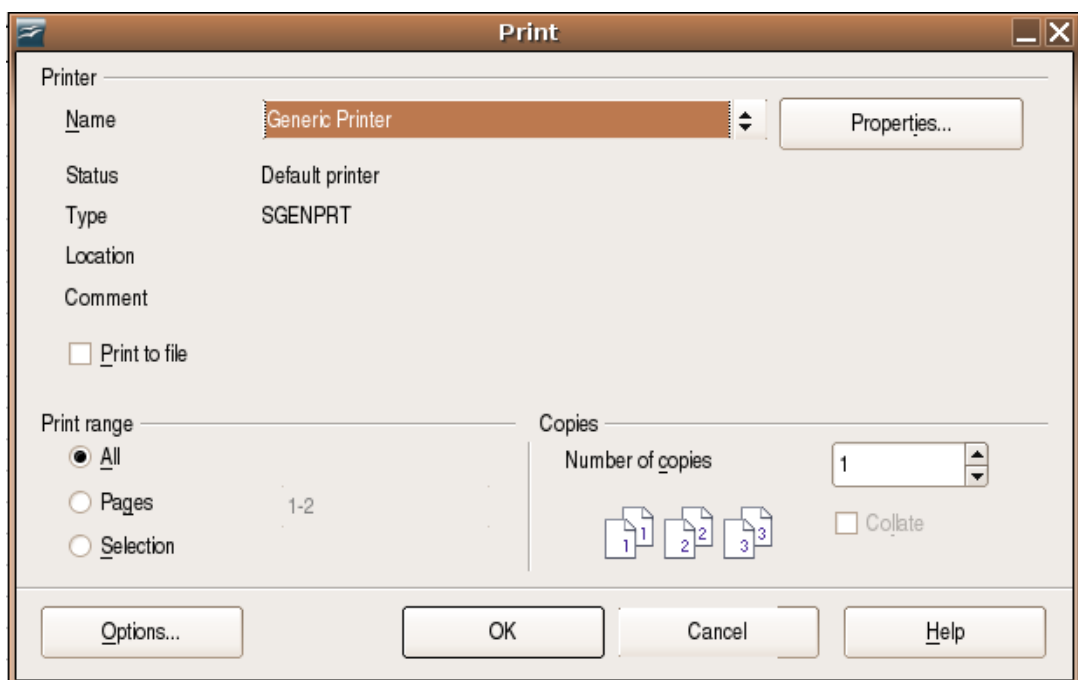 Print
Printer
Name Generic Printer Properties...
Status Default printer
Type SGENPRT
Location
Comment
Print to file
Print range
All
Pages 1-2
Selection
Copies
Number of copies 1
1 1 2 2 3 3
Collate
Options... OK Cancel Help